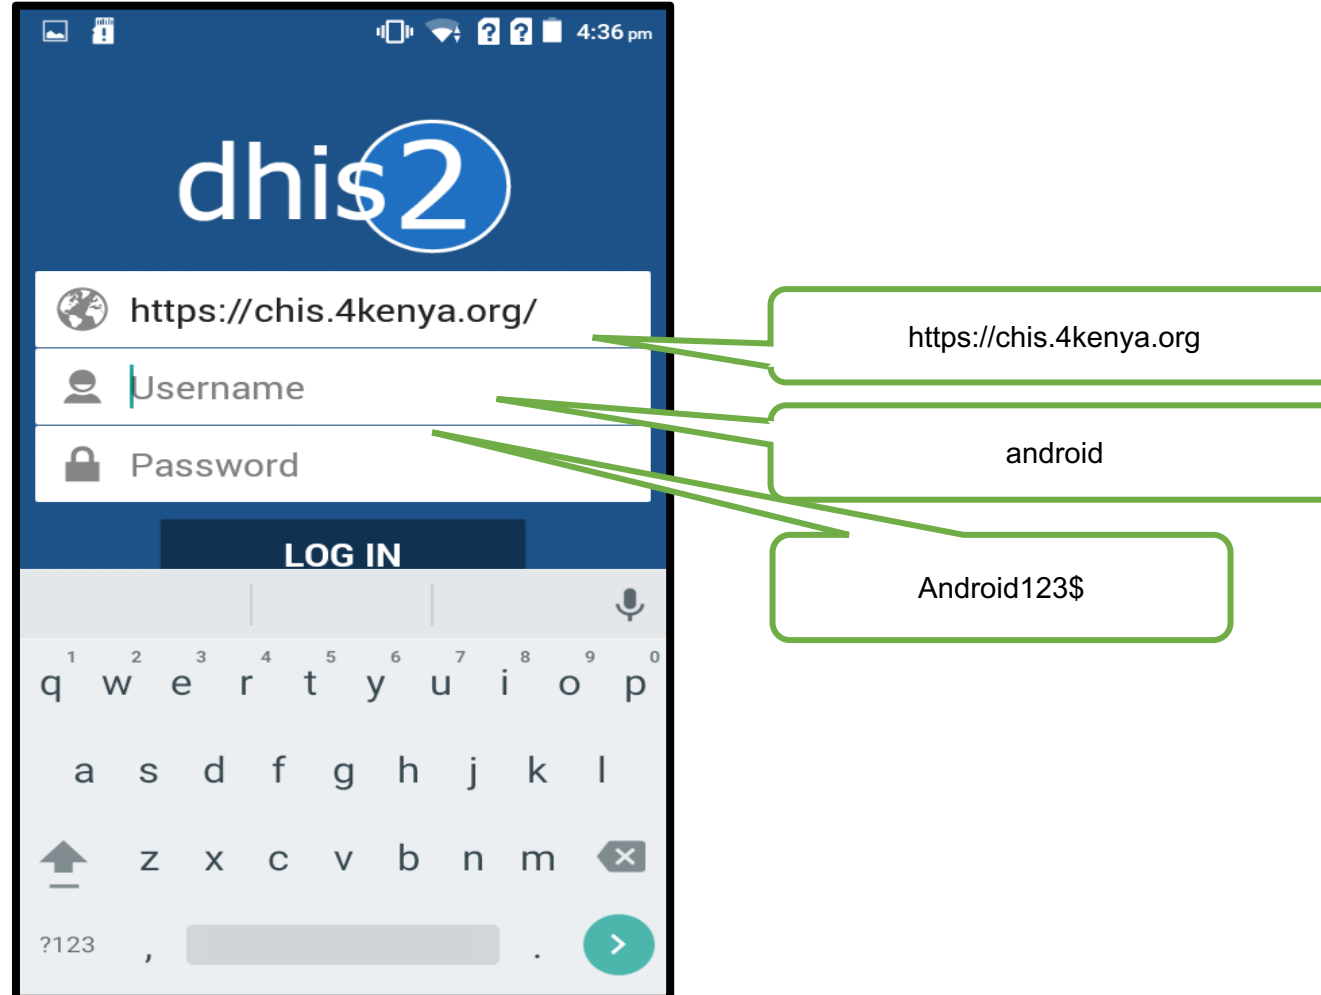 4:36 pm
dhis2
https://chis.4kenya.org/
https://chis.4kenya.org
Username
android
Password
LOG IN
Android123$
1 2 3 4 5 6 7 8 9 0
q w e r t y u i o p
a s d f g h j k l
z x c v b n m
?123 , .